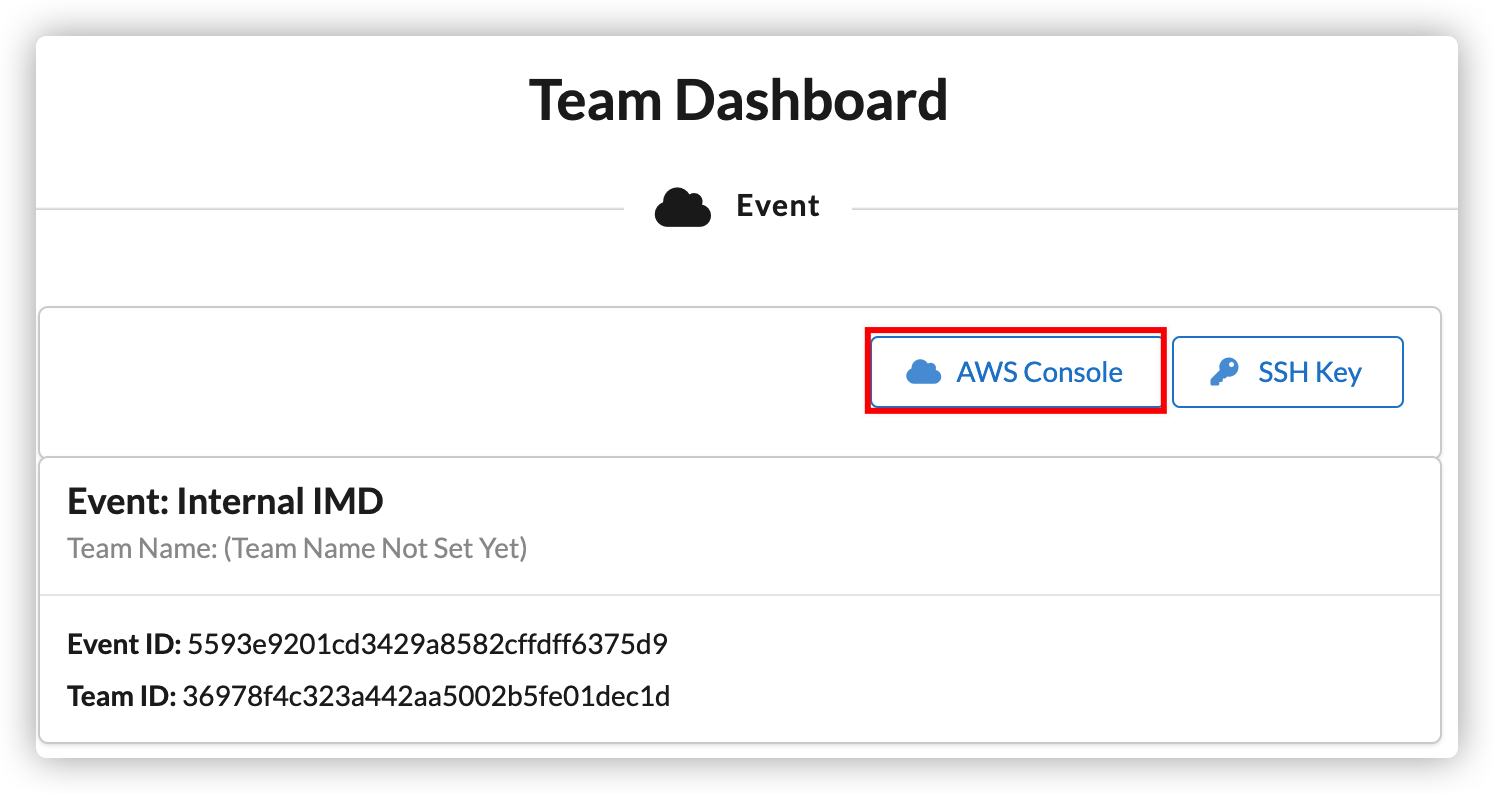 Team Dashboard
Event
AWS Console
SSH Key
Event: Internal IMD
Team Name: (Team Name Not Set Yet)
Event ID: 5593e9201cd3429a8582cffdff6375d9
Team ID: 36978f4c323a442aa5002b5fe01dec1d